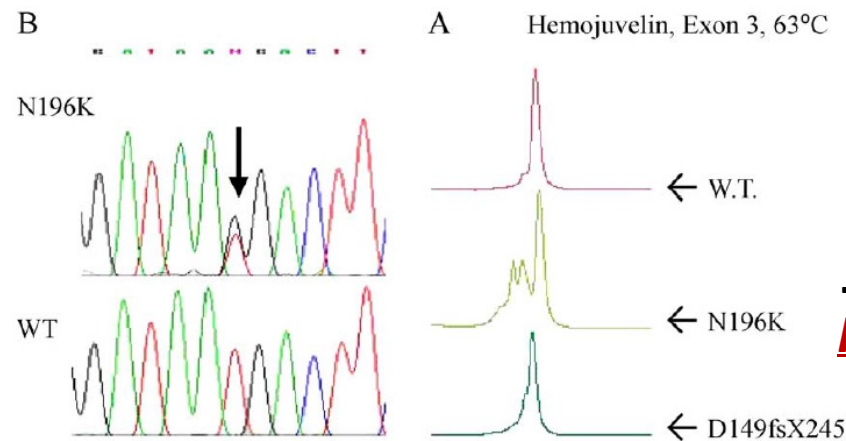 B
A
Hemojuvelin, Exon 3, 63°C
N196K
WT
← W.T.
← N196K
← D149fsX245